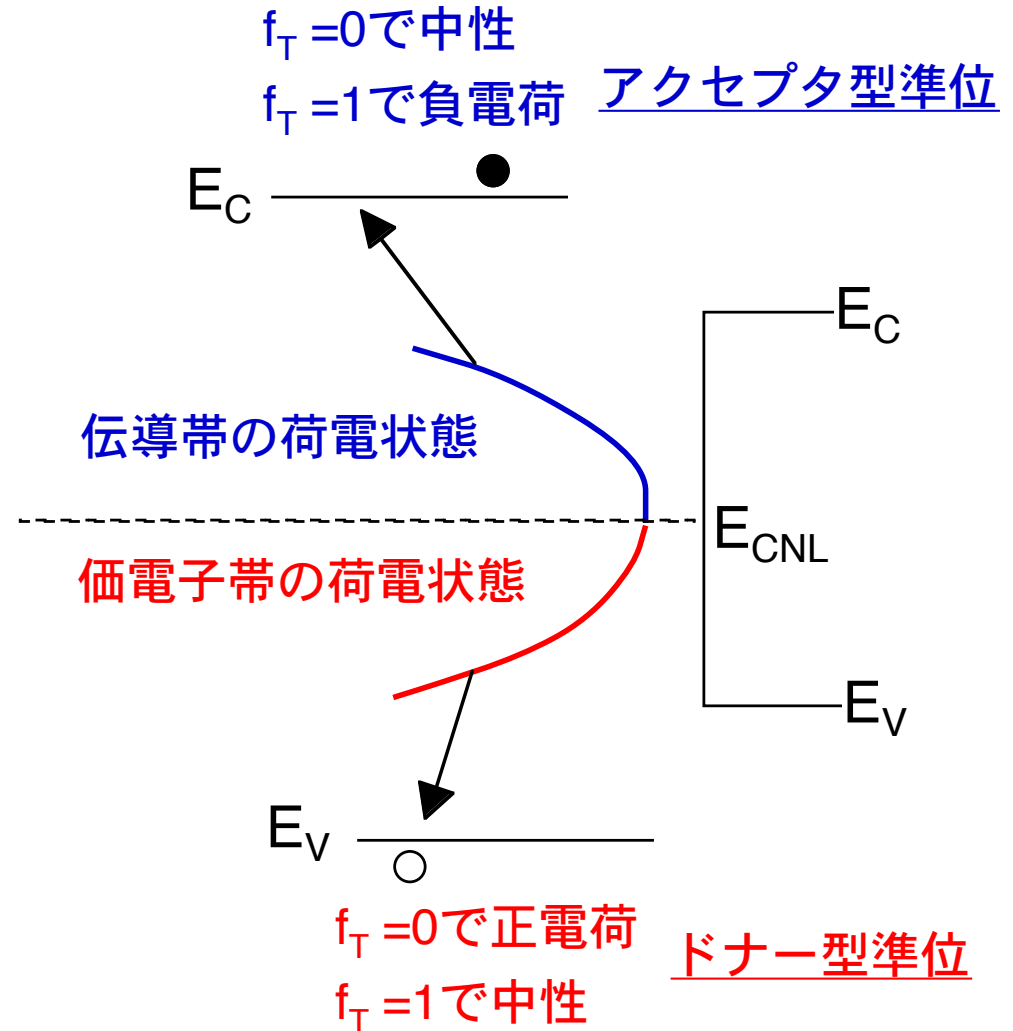 f_T =0で中性
f_T =1で負電荷
アクセプタ型準位
E_C
E_C
伝導帯の荷電状態
E_CNL
価電子帯の荷電状態
E_V
E_V
f_T =0で正電荷
f_T =1で中性
ドナー型準位